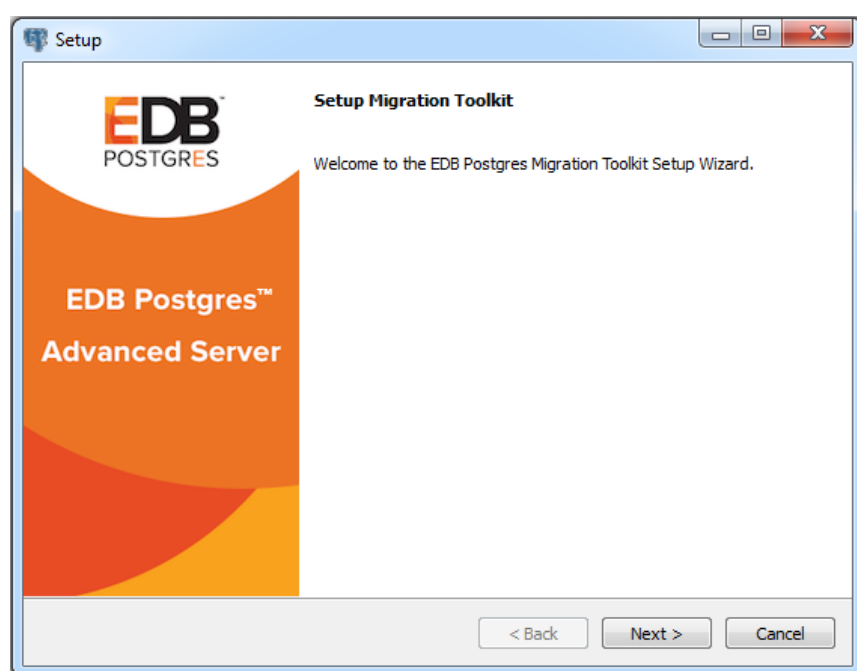 Setup
EDB
POSTGRES
EDB Postgres™
Advanced Server
Setup Migration Toolkit
Welcome to the EDB Postgres Migration Toolkit Setup Wizard.
< Back
Next >
Cancel